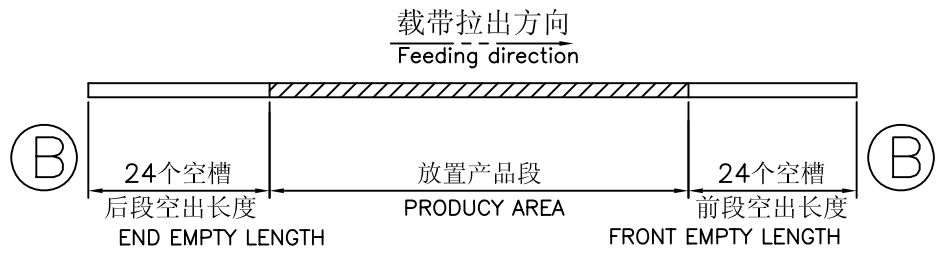 载带拉出方向
Feeding direction
B
24个空槽
后段空出长度
END EMPTY LENGTH
放置产品段
PRODUCY AREA
24个空槽
前段空出长度
FRONT EMPTY LENGTH
B